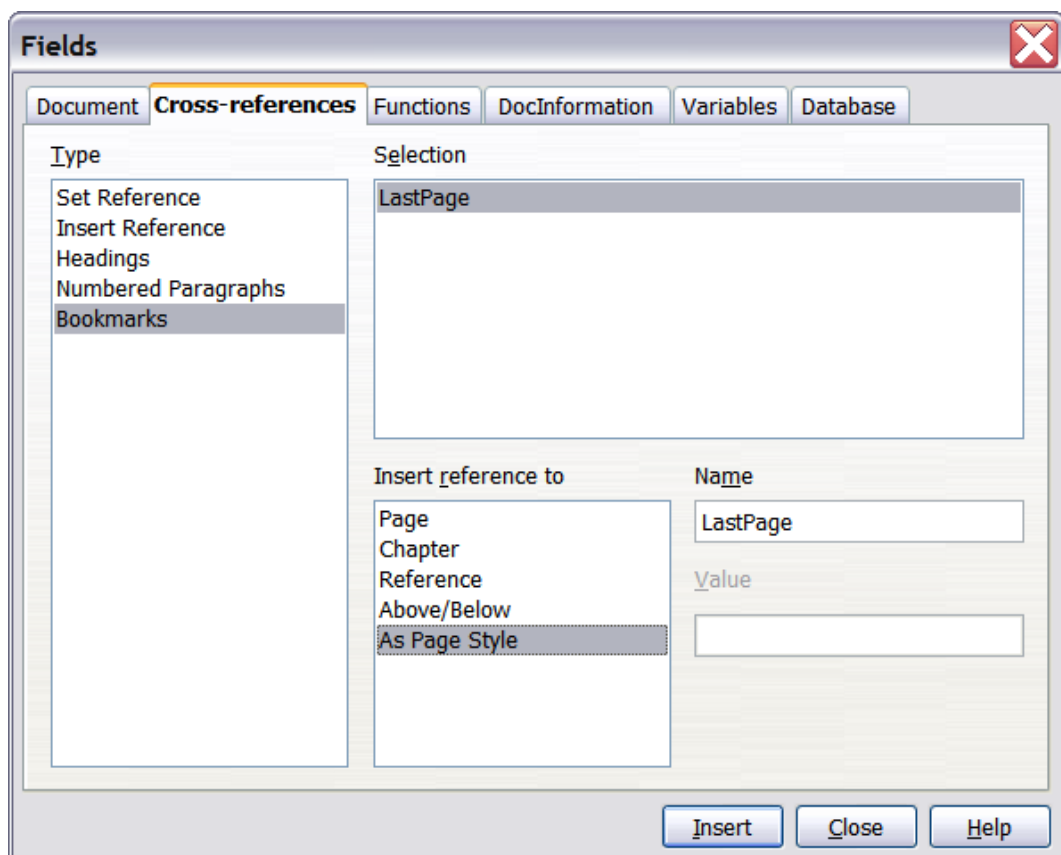 Fields
Document Cross-references Functions DocInformation Variables Database
Type
Set Reference
Insert Reference
Headings
Numbered Paragraphs
Bookmarks
Selection
LastPage
Insert reference to
Page
Chapter
Reference
Above/Below
As Page Style
Name
LastPage
Value
Insert Close Help